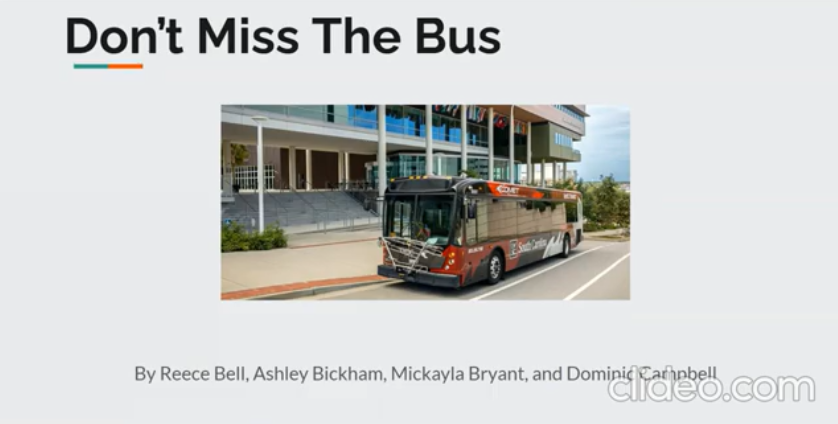 Don't Miss The Bus
COMET
South Carolina
By Reece Bell, Ashley Bickham, Mickayla Bryant, and Dominic Campbell
clideo.com